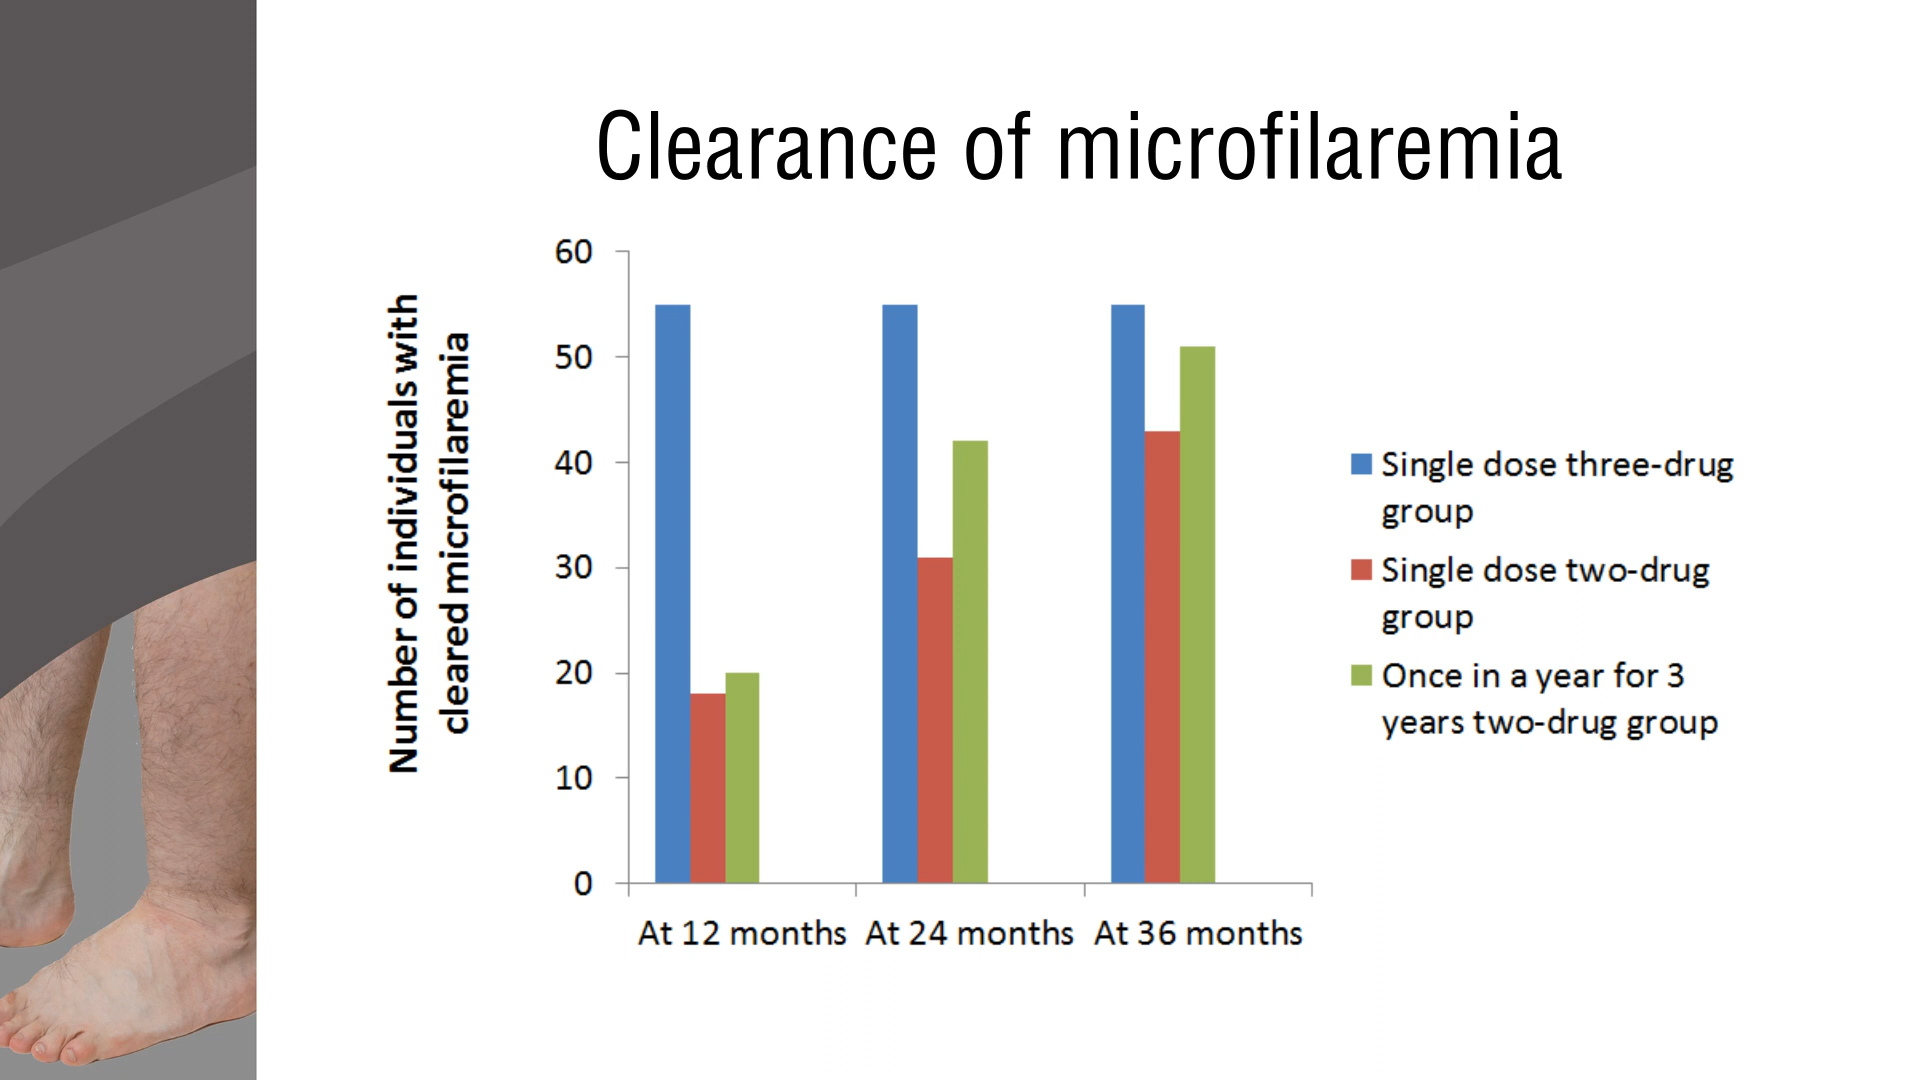 Clearance of microfilaremia
Number of individuals with
cleared microfilaremia
60
50
40
30
20
10
0
At 12 months At 24 months At 36 months
Single dose three-drug
group
Single dose two-drug
group
Once in a year for 3
years two-drug group